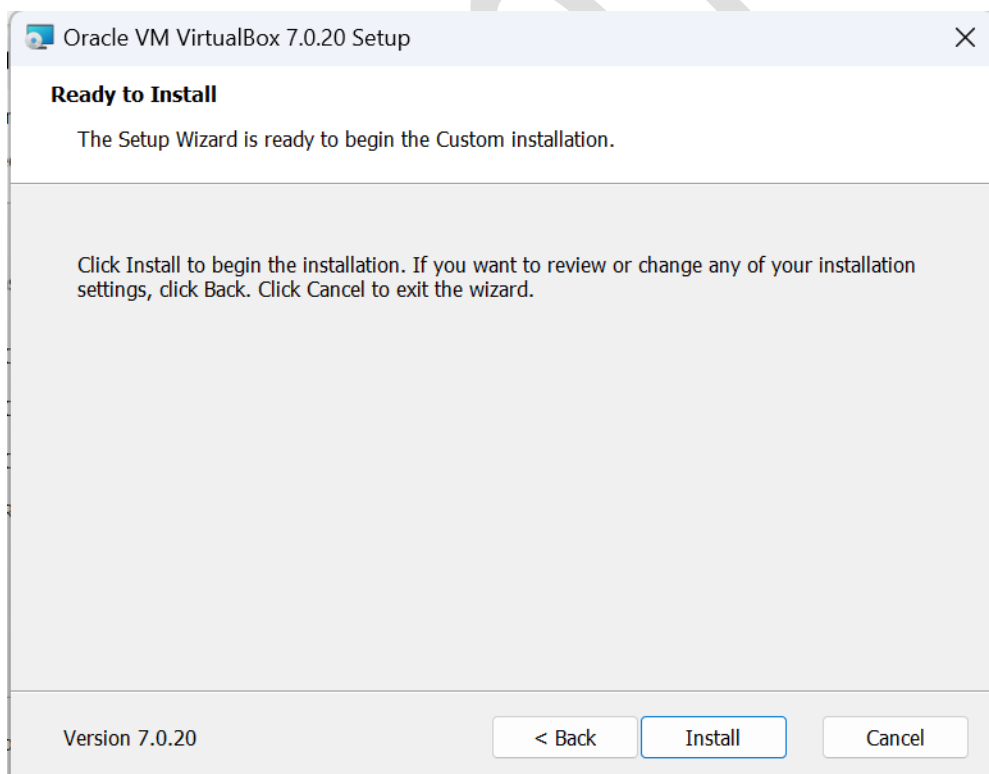 Oracle VM VirtualBox 7.0.20 Setup
Ready to Install
The Setup Wizard is ready to begin the Custom installation.
Click Install to begin the installation. If you want to review or change any of your installation
settings, click Back. Click Cancel to exit the wizard.
Version 7.0.20
< Back
Install
Cancel